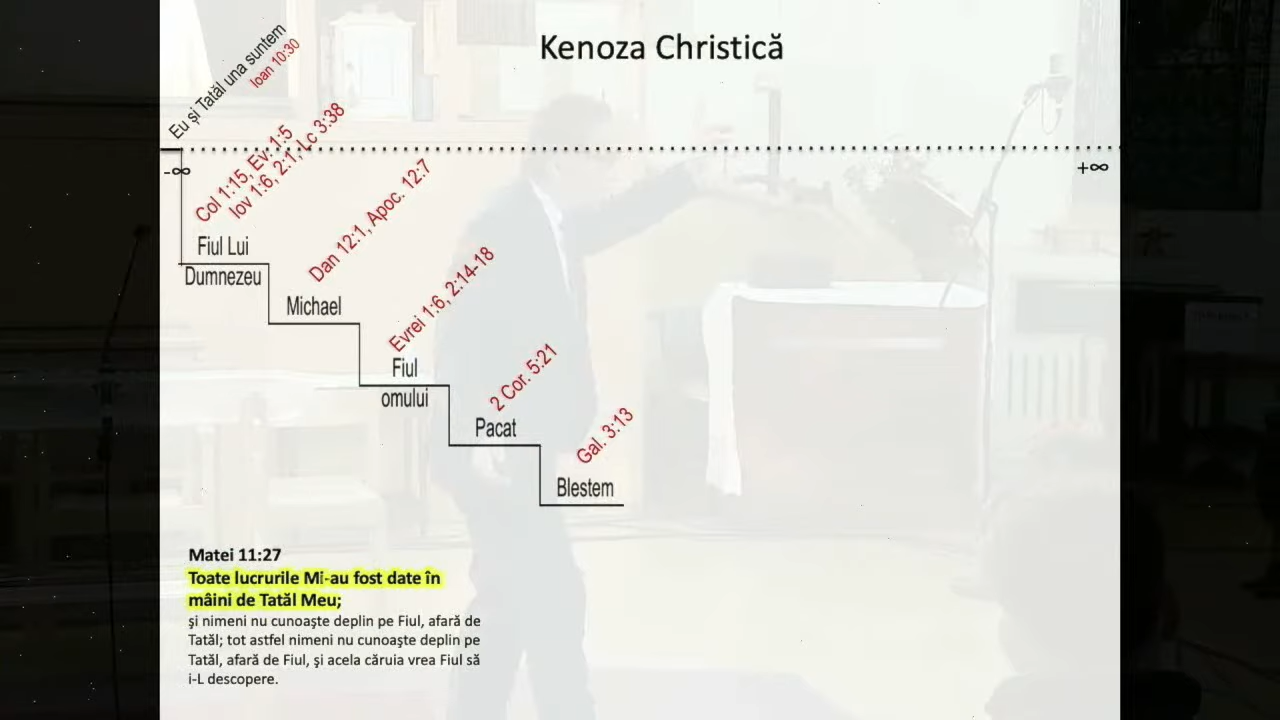 Kenoza Christică
Eu și Tatăl una suntem
Ioan 10:30
-∞
+∞
Col 1:15, Ev. 1:5
Iov 1:6, 2:1, Lc 3:38
Fiul Lui
Dumnezeu
Dan 12:1, Apoc. 12:7
Michael
Evrei 1:6, 2:14-18
Fiul
omului
2 Cor. 5:21
Pacat
Gal. 3:13
Blestem
Matei 11:27
Toate lucrurile Mi-au fost date în
mâini de Tatăl Meu;
şi nimeni nu cunoaşte deplin pe Fiul, afară de
Tatăl; tot astfel nimeni nu cunoaşte deplin pe
Tatăl, afară de Fiul, şi acela căruia vrea Fiul să
i-L descopere.